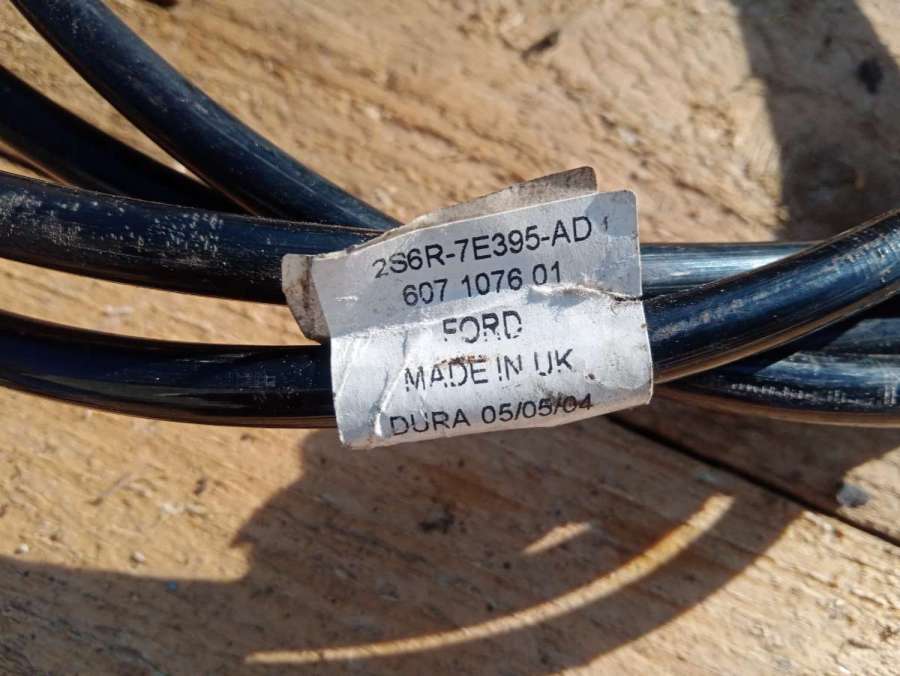 2S6R-7E395-AD
607 1076 01
FORD
MADE IN UK
DURA 05/05/04